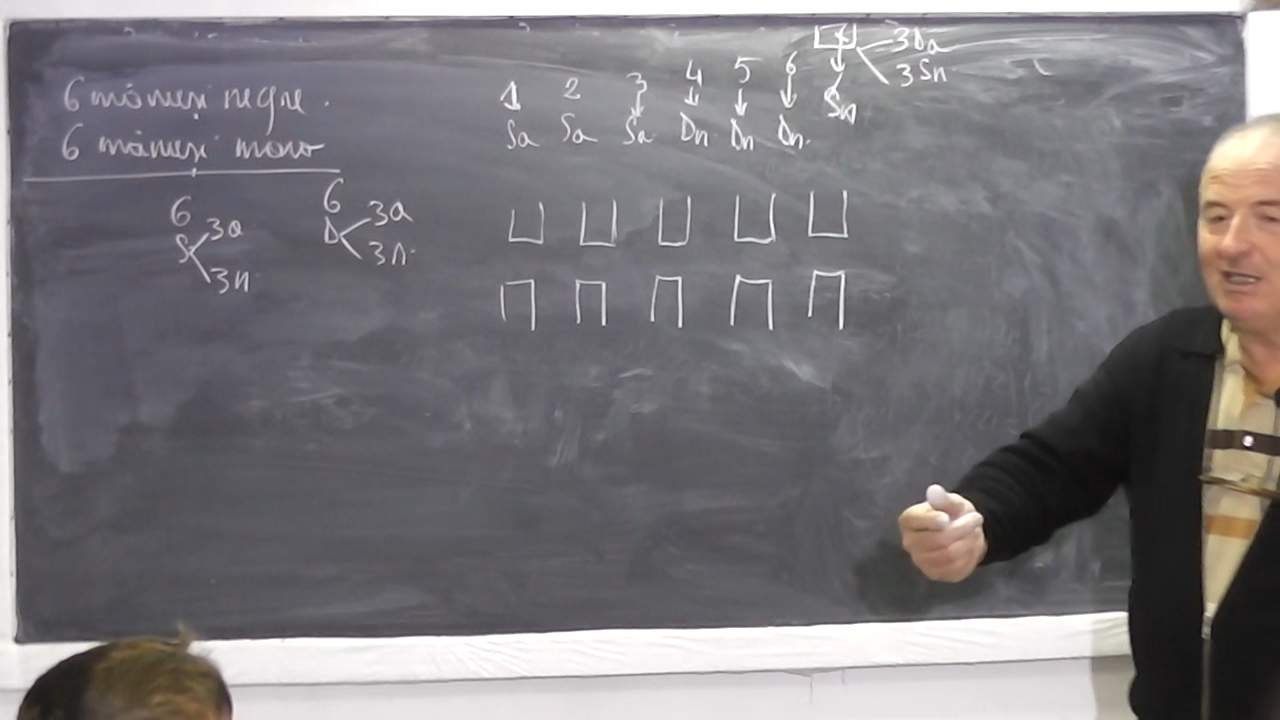 6 mănuși negre.
6 mănuși maro
6
S 3a
3n
6
D 3a
3n.
1 2 3 4 5 6
Sa Sa Sa Dn Dn Dn.
3Da
3Sn
Sn